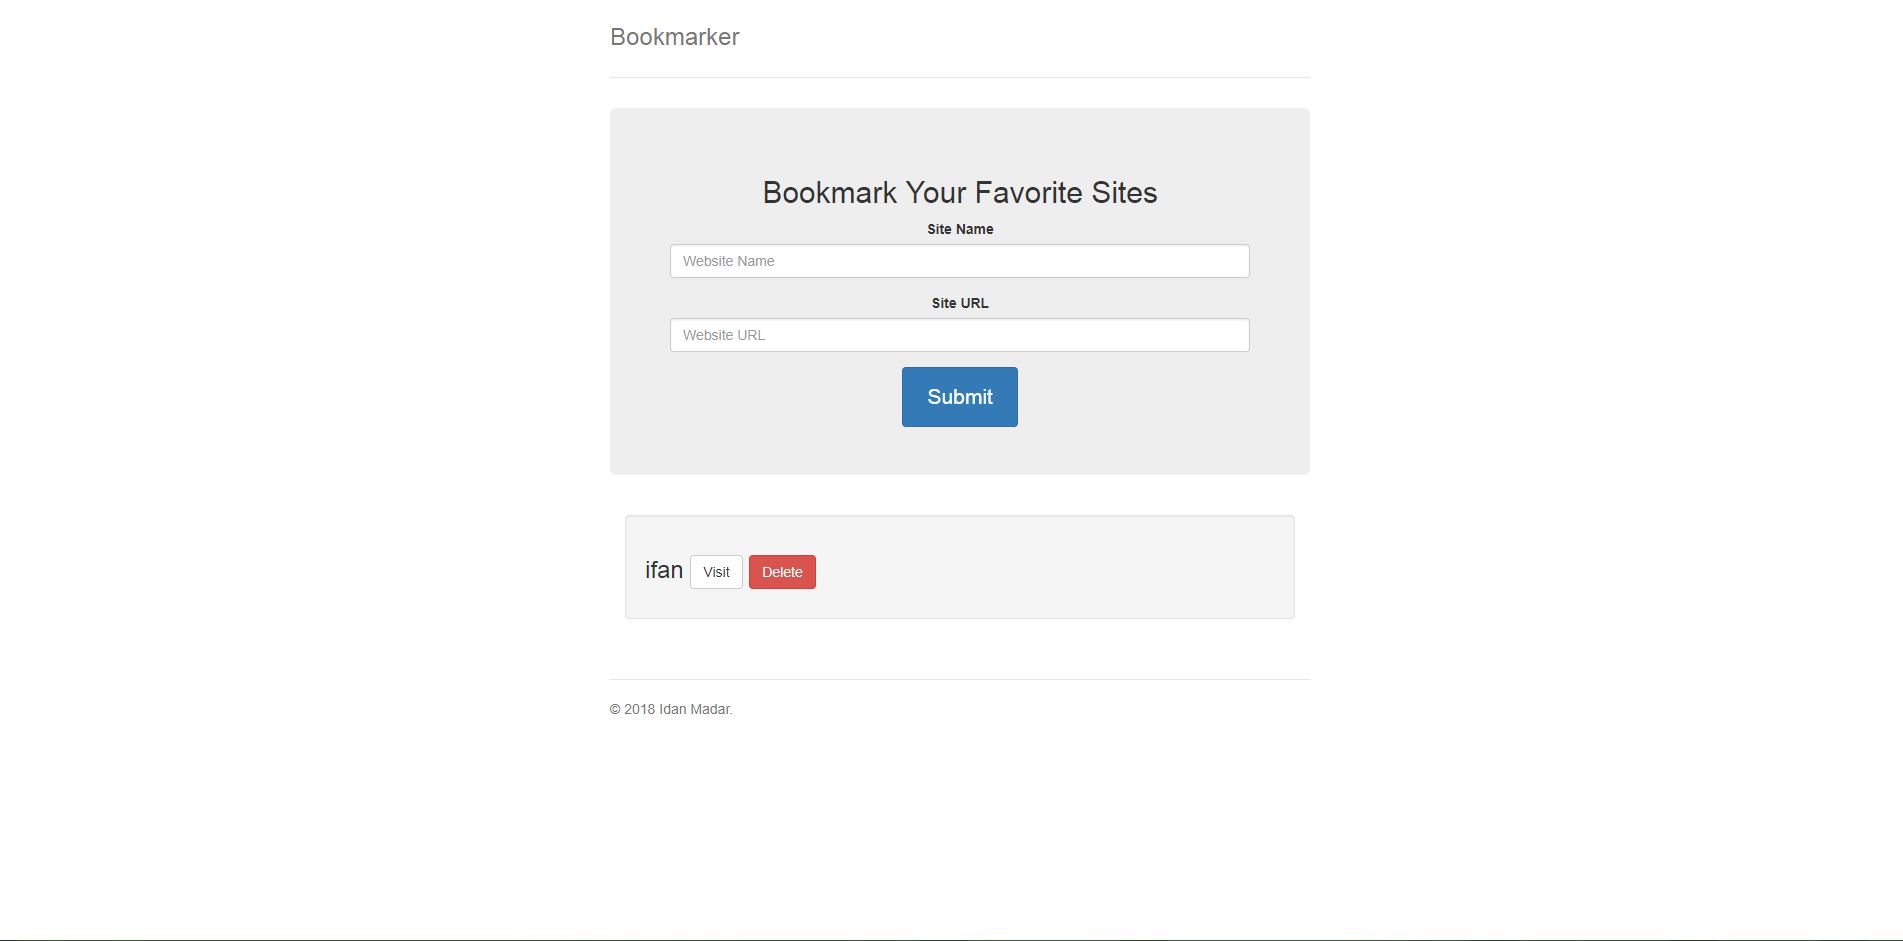 Bookmarker
Bookmark Your Favorite Sites
Site Name
Website Name
Site URL
Website URL
Submit
ifan Visit Delete
© 2018 Idan Madar.